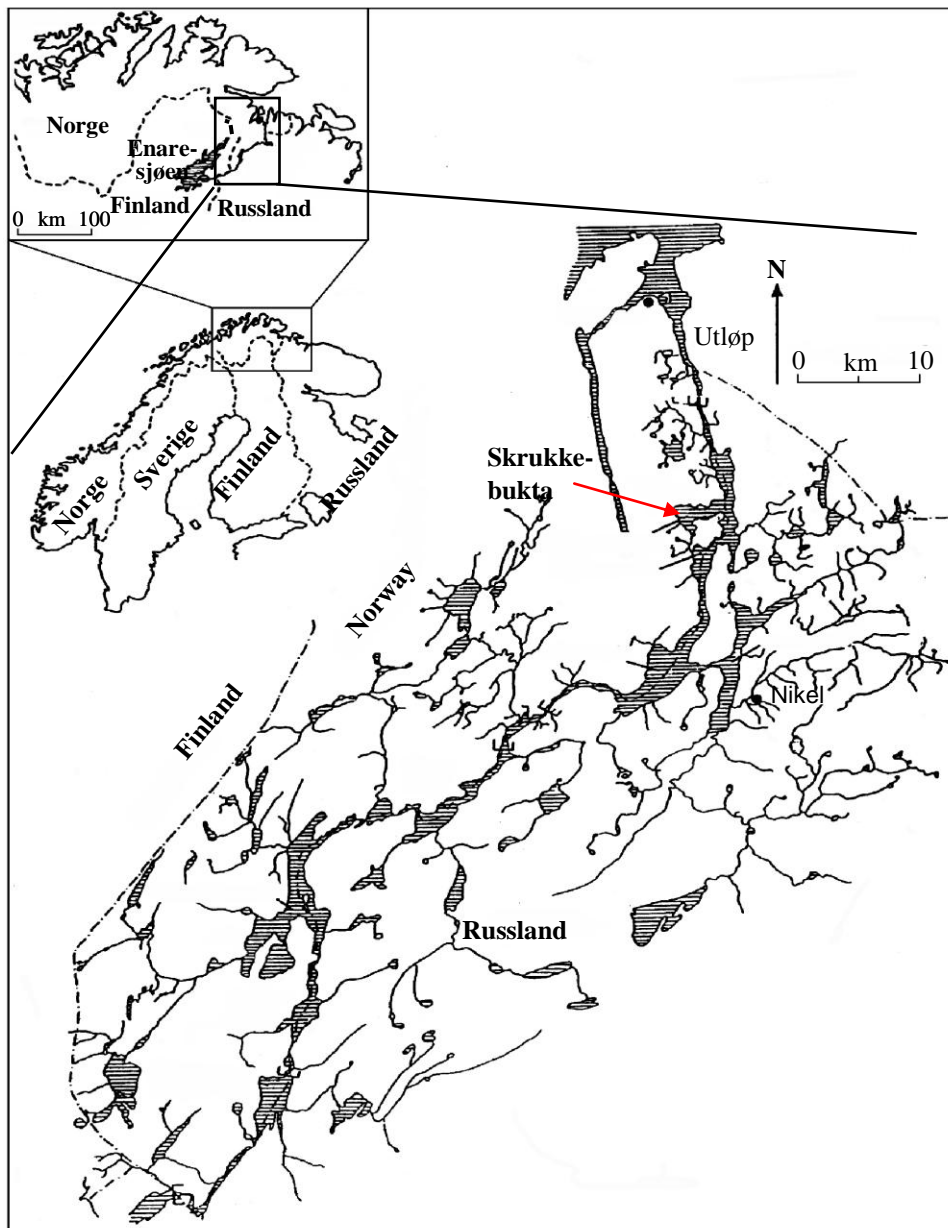 Norge
Enare-
sjøen
Finland
Russland
0 km 100
N
Utløp
0 km 10
Skrukke-
bukta
Norge
Sverige
Finland
Russland
Norway
Finland
Nikel
Russland